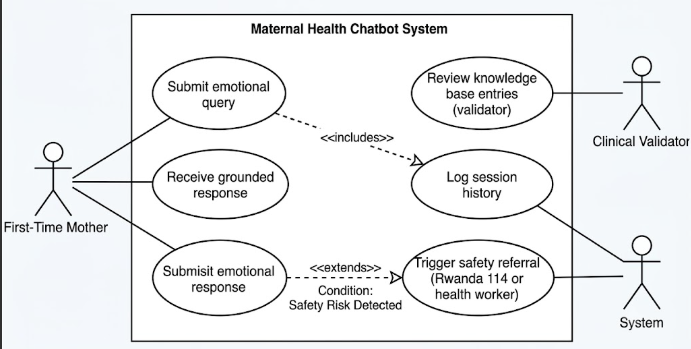 Maternal Health Chatbot System
Submit emotional
query
Review knowledge
base entries
(validator)
Clinical Validator
<<includes>>
Receive grounded
response
Log session
history
First-Time Mother
Submisit emotional
response
<<extends>>
Condition:
Safety Risk Detected
Trigger safety referral
(Rwanda 114 or
health worker)
System